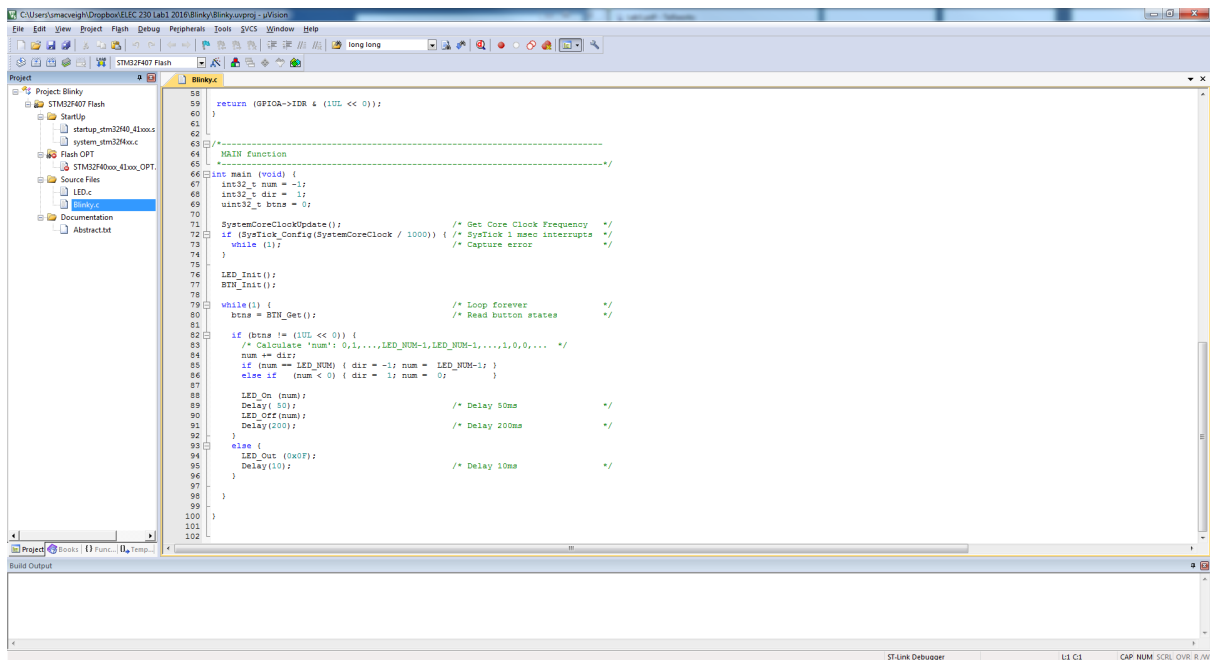 C:\Users\smacveigh\Dropbox\ELEC 230 Lab1 2016\Blinky\Blinky.uvproj - µVision
File Edit View Project Flash Debug Peripherals Tools SVCS Window Help
long long
STM32F407 Flash
Project
Project: Blinky
STM32F407 Flash
StartUp
startup_stm32f40_41xxx.s
system_stm32f4xx.c
Flash OPT
STM32F40xxx_41xxx_OPT.
Source Files
LED.c
Blinky.c
Documentation
Abstract.txt
Project Books {} Func... Temp...
Blinky.c
58
59 return (GPIOA->IDR & (1UL << 0));
60 }
61
62
63 /*----------------------------------------------------------------------------
64 MAIN function
65 *----------------------------------------------------------------------------*/
66 int main (void) {
67 int32_t num = -1;
68 int32_t dir = 1;
69 uint32_t btns = 0;
70
71 SystemCoreClockUpdate(); /* Get Core Clock Frequency */
72 if (SysTick_Config(SystemCoreClock / 1000)) { /* SysTick 1 msec interrupts */
73 while (1); /* Capture error */
74 }
75
76 LED_Init();
77 BTN_Init();
78
79 while(1) { /* Loop forever */
80 btns = BTN_Get(); /* Read button states */
81
82 if (btns != (1UL << 0)) {
83 /* Calculate 'num': 0,1,...,LED_NUM-1,LED_NUM-1,...,1,0,0,... */
84 num += dir;
85 if (num == LED_NUM) { dir = -1; num = LED_NUM-1; }
86 else if (num < 0) { dir = 1; num = 0; }
87
88 LED_On (num);
89 Delay( 50); /* Delay 50ms */
90 LED_Off(num);
91 Delay(200); /* Delay 200ms */
92 }
93 else {
94 LED_Out (0x0F);
95 Delay(10); /* Delay 10ms */
96 }
97
98 }
99
100 }
101
102
Build Output
ST-Link Debugger L:1 C:1 CAP NUM SCRL OVR R/W